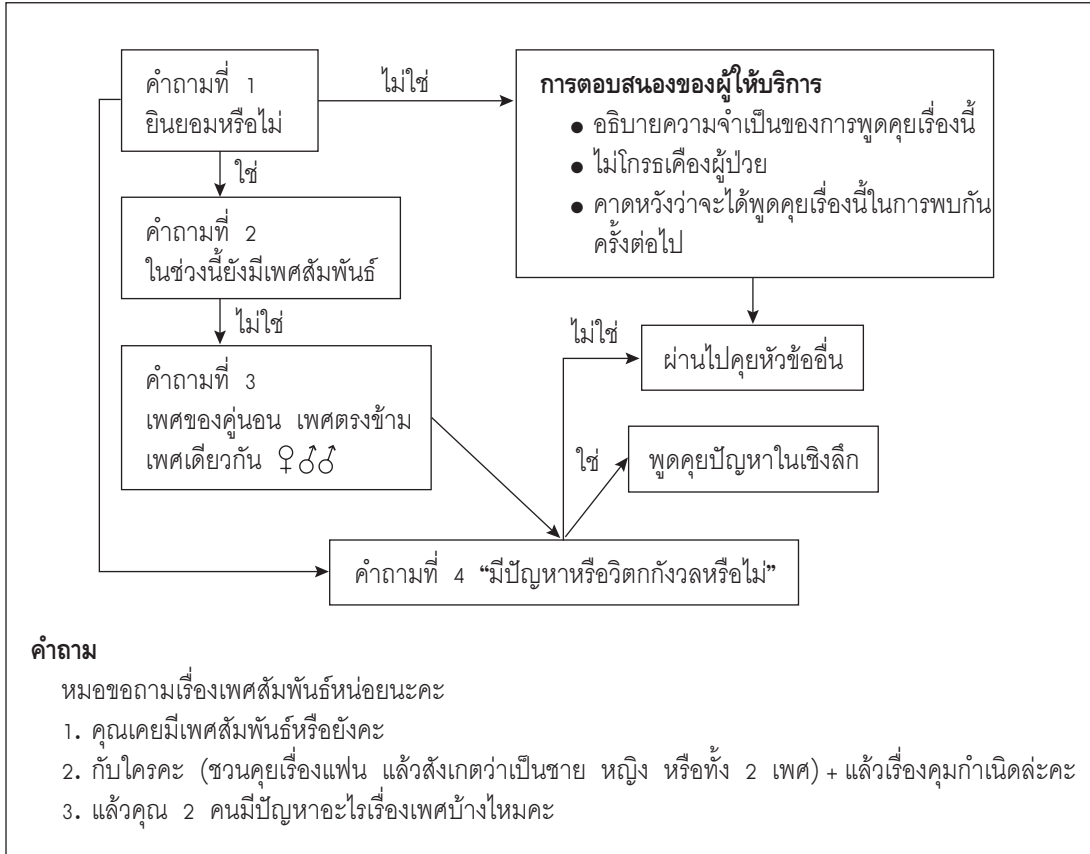 คำถามที่ 1
ยินยอมหรือไม่
ไม่ใช่
การตอบสนองของผู้ให้บริการ
● อธิบายความจำเป็นของการพูดคุยเรื่องนี้
● ไม่โกรธเคืองผู้ป่วย
● คาดหวังว่าจะได้พูดคุยเรื่องนี้ในการพบกัน
ครั้งต่อไป
ใช่
คำถามที่ 2
ในช่วงนี้ยังมีเพศสัมพันธ์
ไม่ใช่
คำถามที่ 3
เพศของคู่นอน เพศตรงข้าม
เพศเดียวกัน ♀♂♂
ไม่ใช่
ผ่านไปคุยหัวข้ออื่น
ใช่
พูดคุยปัญหาในเชิงลึก
คำถามที่ 4 “มีปัญหาหรือวิตกกังวลหรือไม่”
คำถาม
หมอขอถามเรื่องเพศสัมพันธ์หน่อยนะคะ
1. คุณเคยมีเพศสัมพันธ์หรือยังคะ
2. กับใครคะ (ชวนคุยเรื่องแฟน แล้วสังเกตว่าเป็นชาย หญิง หรือทั้ง 2 เพศ) + แล้วเรื่องคุมกำเนิดล่ะคะ
3. แล้วคุณ 2 คนมีปัญหาอะไรเรื่องเพศบ้างไหมคะ